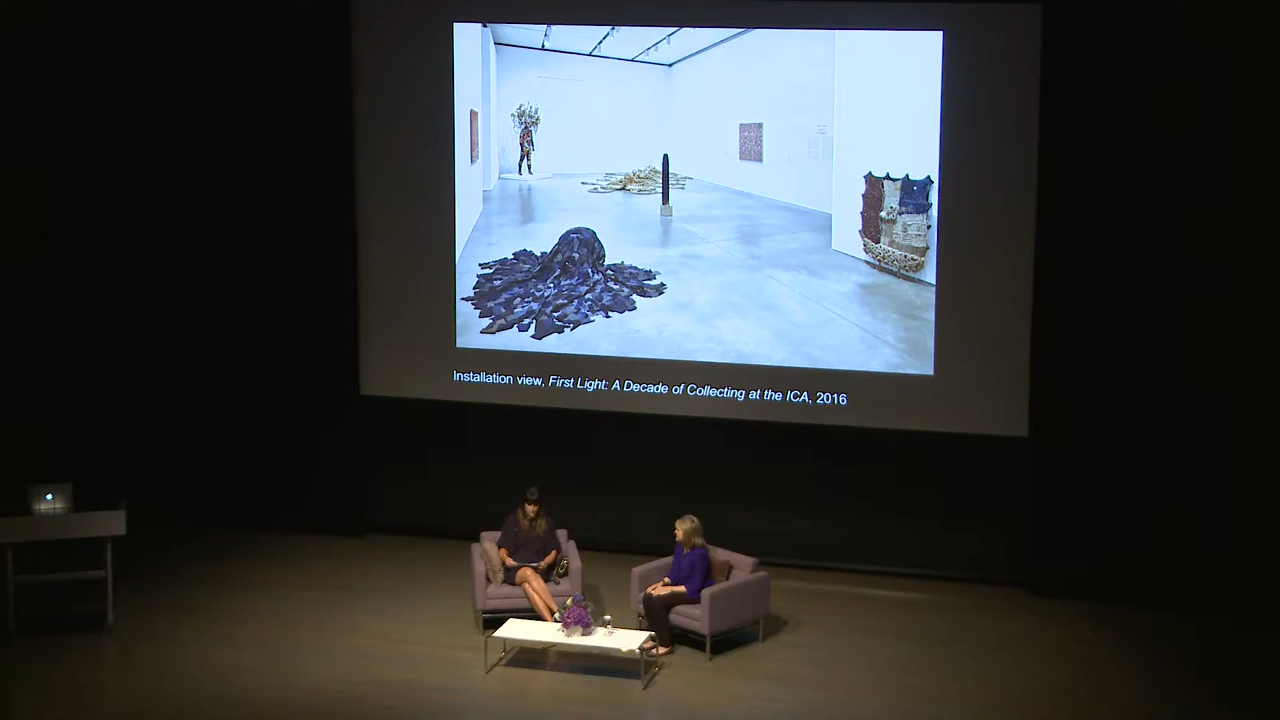 Installation view, First Light: A Decade of Collecting at the ICA, 2016